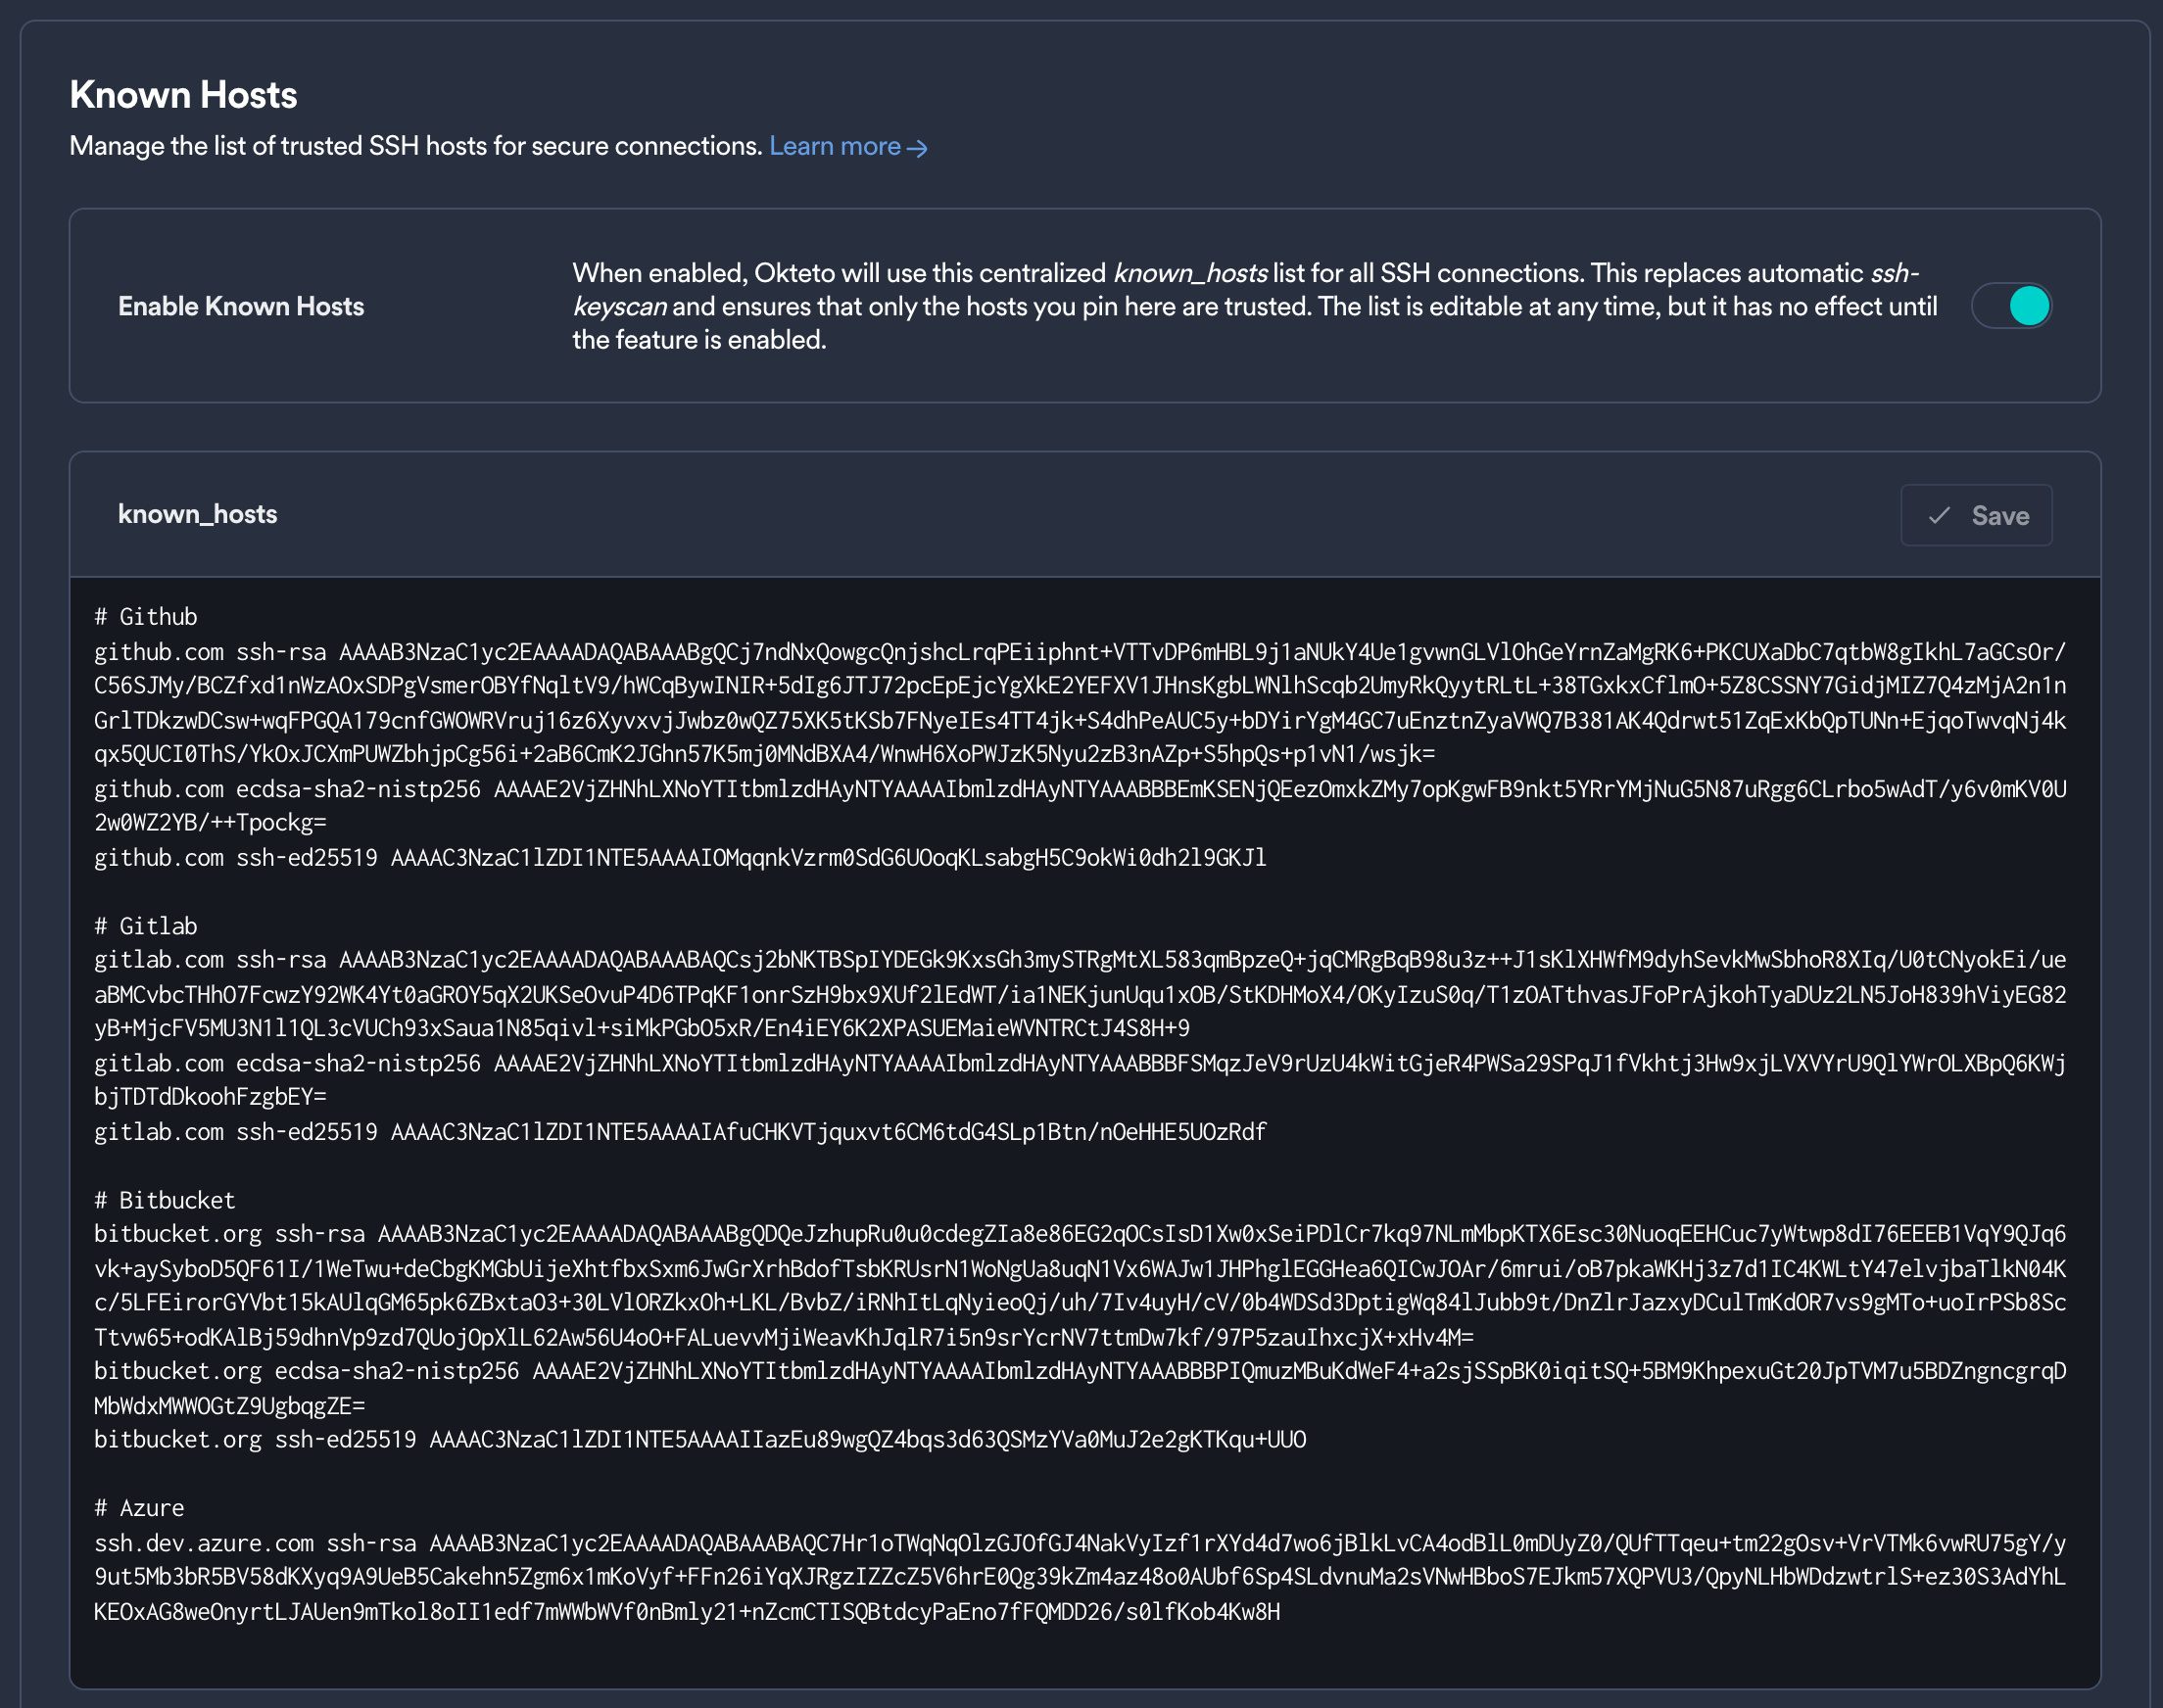 Known Hosts
Manage the list of trusted SSH hosts for secure connections. Learn more →
Enable Known Hosts
When enabled, Okteto will use this centralized known_hosts list for all SSH connections. This replaces automatic ssh-
keyscan and ensures that only the hosts you pin here are trusted. The list is editable at any time, but it has no effect until
the feature is enabled.
known_hosts
Save
# Github
github.com ssh-rsa AAAAB3NzaC1yc2EAAAADAQABAAABgQCj7ndNxQowgcQnjshcLrqPEiiphnt+VTTvDP6mHBL9j1aNUkY4Ue1gvwnGLVlOhGeYrnZaMgRK6+PKCUXaDbC7qtbW8gIkhL7aGCsOr/
C56SJMy/BCZfxd1nWzAOxSDPgVsmerOBYfNqltV9/hWCqBywINIR+5dIg6JTJ72pcEpEjcYgXkE2YEFXV1JHnsKgbLWNlhScqb2UmyRkQyytRLtL+38TGxkxCflmO+5Z8CSSNY7GidjMIZ7Q4zMjA2n1n
GrlTDkzwDCsw+wqFPGQA179cnfGWOWRVruj16z6XyvxvjJwbz0wQZ75XK5tKSb7FNyeIEs4TT4jk+S4dhPeAUC5y+bDYirYgM4GC7uEnztnZyaVWQ7B381AK4Qdrwt51ZqExKbQpTUNn+EjqoTwvqNj4k
qx5QUCI0ThS/YkOxJCXmPUWZbhjpCg56i+2aB6CmK2JGhn57K5mj0MNdBXA4/WnwH6XoPWJzK5Nyu2zB3nAZp+S5hpQs+p1vN1/wsjk=
github.com ecdsa-sha2-nistp256 AAAAE2VjZHNhLXNoYTItbmlzdHAyNTYAAAAIbmlzdHAyNTYAAABBBEmKSENjQEezOmxkZMy7opKgwFB9nkt5YRrYMjNuG5N87uRgg6CLrbo5wAdT/y6v0mKV0U
2w0WZ2YB/++Tpockg=
github.com ssh-ed25519 AAAAC3NzaC1lZDI1NTE5AAAAIOMqqnkVzrm0SdG6UOoqKLsabgH5C9okWi0dh2l9GKJl
# Gitlab
gitlab.com ssh-rsa AAAAB3NzaC1yc2EAAAADAQABAAABAQCsj2bNKTBSpIYDEGk9KxsGh3mySTRgMtXL583qmBpzeQ+jqCMRgBqB98u3z++J1sKlXHWfM9dyhSevkMwSbhoR8XIq/U0tCNyokEi/ue
aBMCvbcTHhO7FcwzY92WK4Yt0aGROY5qX2UKSeOvuP4D6TPqKF1onrSzH9bx9XUf2lEdWT/ia1NEKjunUqu1xOB/StKDHMoX4/OKyIzuS0q/T1zOATthvasJFoPrAjkohTyaDUz2LN5JoH839hViyEG82
yB+MjcFV5MU3N1l1QL3cVUCh93xSaua1N85qivl+siMkPGbO5xR/En4iEY6K2XPASUEMaieWVNTRCtJ4S8H+9
gitlab.com ecdsa-sha2-nistp256 AAAAE2VjZHNhLXNoYTItbmlzdHAyNTYAAAAIbmlzdHAyNTYAAABBBFSMqzJeV9rUzU4kWitGjeR4PWSa29SPqJ1fVkhtj3Hw9xjLVXVYrU9QlYWrOLXBpQ6KWj
bjTDTdDkoohFzgbEY=
gitlab.com ssh-ed25519 AAAAC3NzaC1lZDI1NTE5AAAAIAfuCHKVTjquxvt6CM6tdG4SLp1Btn/nOeHHE5UOzRdf
# Bitbucket
bitbucket.org ssh-rsa AAAAB3NzaC1yc2EAAAADAQABAAABgQDQeJzhupRu0u0cdegZIa8e86EG2qOCsIsD1Xw0xSeiPDlCr7kq97NLmMbpKTX6Esc30NuoqEEHCuc7yWtwp8dI76EEEB1VqY9QJq6
vk+aySyboD5QF61I/1WeTwu+deCbgKMGbUijeXhtfbxSxm6JwGrXrhBdofTsbKRUsrN1WoNgUa8uqN1Vx6WAJw1JHPhglEGGHea6QICwJOAr/6mrui/oB7pkaWKHj3z7d1IC4KWLtY47elvjbaTlkN04K
c/5LFEirorGYVbt15kAUlqGM65pk6ZBxtaO3+30LVlORZkxOh+LKL/BvbZ/iRNhItLqNyieoQj/uh/7Iv4uyH/cV/0b4WDSd3DptigWq84lJubb9t/DnZlrJazxyDCulTmKdOR7vs9gMTo+uoIrPSb8Sc
Ttvw65+odKAlBj59dhnVp9zd7QUojOpXlL62Aw56U4oO+FALuevvMjiWeavKhJqlR7i5n9srYcrNV7ttmDw7kf/97P5zauIhxcjX+xHv4M=
bitbucket.org ecdsa-sha2-nistp256 AAAAE2VjZHNhLXNoYTItbmlzdHAyNTYAAAAIbmlzdHAyNTYAAABBBPIQmuzMBuKdWeF4+a2sjSSpBK0iqitSQ+5BM9KhpexuGt20JpTVM7u5BDZngncgrqD
MbWdxMWWOGtZ9UgbqgZE=
bitbucket.org ssh-ed25519 AAAAC3NzaC1lZDI1NTE5AAAAIIazEu89wgQZ4bqs3d63QSMzYVa0MuJ2e2gKTKqu+UUO
# Azure
ssh.dev.azure.com ssh-rsa AAAAB3NzaC1yc2EAAAADAQABAAABAQC7Hr1oTWqNqOlzGJOfGJ4NakVyIzf1rXYd4d7wo6jBlkLvCA4odBlL0mDUyZ0/QUfTTqeu+tm22gOsv+VrVTMk6vwRU75gY/y
9ut5Mb3bR5BV58dKXyq9A9UeB5Cakehn5Zgm6x1mKoVyf+FFn26iYqXJRgzIZZcZ5V6hrE0Qg39kZm4az48o0AUbf6Sp4SLdvnuMa2sVNwHBboS7EJkm57XQPVU3/QpyNLHbWDdzwtrlS+ez30S3AdYhL
KEOxAG8weOnyrtLJAUen9mTkol8oII1edf7mWWbWVf0nBmly21+nZcmCTISQBtdcyPaEno7fFQMDD26/s0lfKob4Kw8H